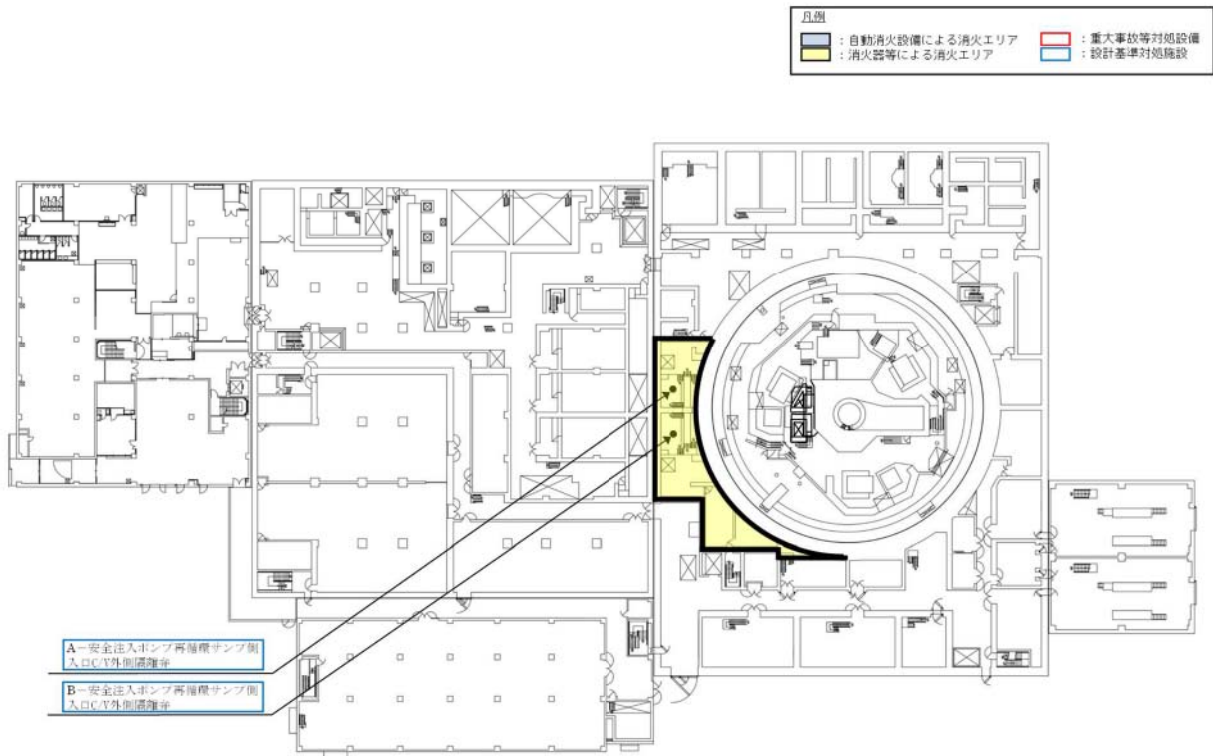 凡例
：自動消火設備による消火エリア
：重大事故等対処設備
：消火器等による消火エリア
：設計基準対処施設
A－安全注入ポンプ再循環サンプ側
入口C/V外側隔離弁
B－安全注入ポンプ再循環サンプ側
入口C/V外側隔離弁